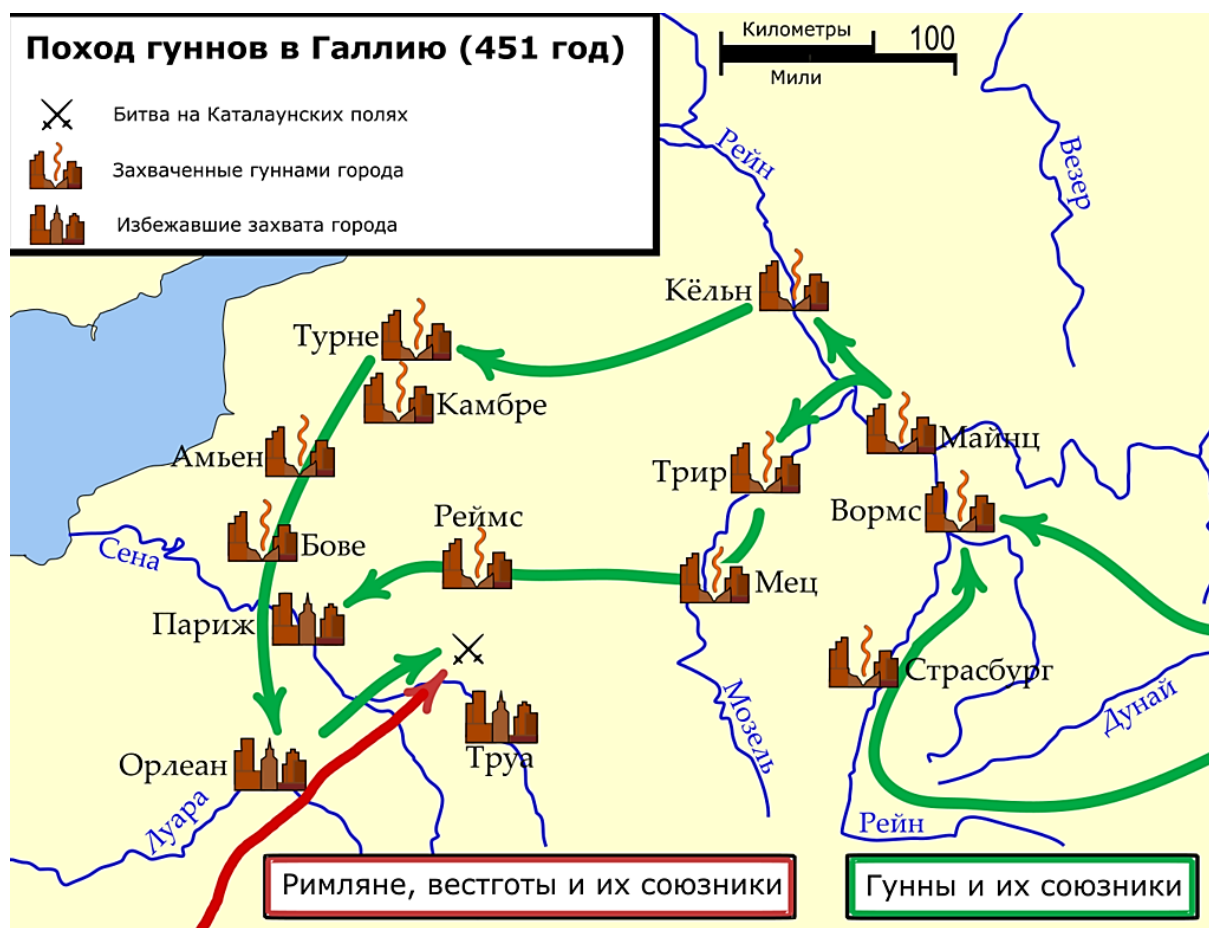 Поход гуннов в Галлию (451 год)
Битва на Каталаунских полях
Захваченные гуннами города
Избежавшие захвата города
Километры
100
Мили
Рейн
Везер
Кёльн
Турне
Камбре
Майнц
Амьен
Трир
Вормс
Реймс
Бове
Сена
Мец
Париж
Страсбург
Дунай
Мозель
Орлеан
Труа
Луара
Рейн
Римляне, вестготы и их союзники
Гунны и их союзники